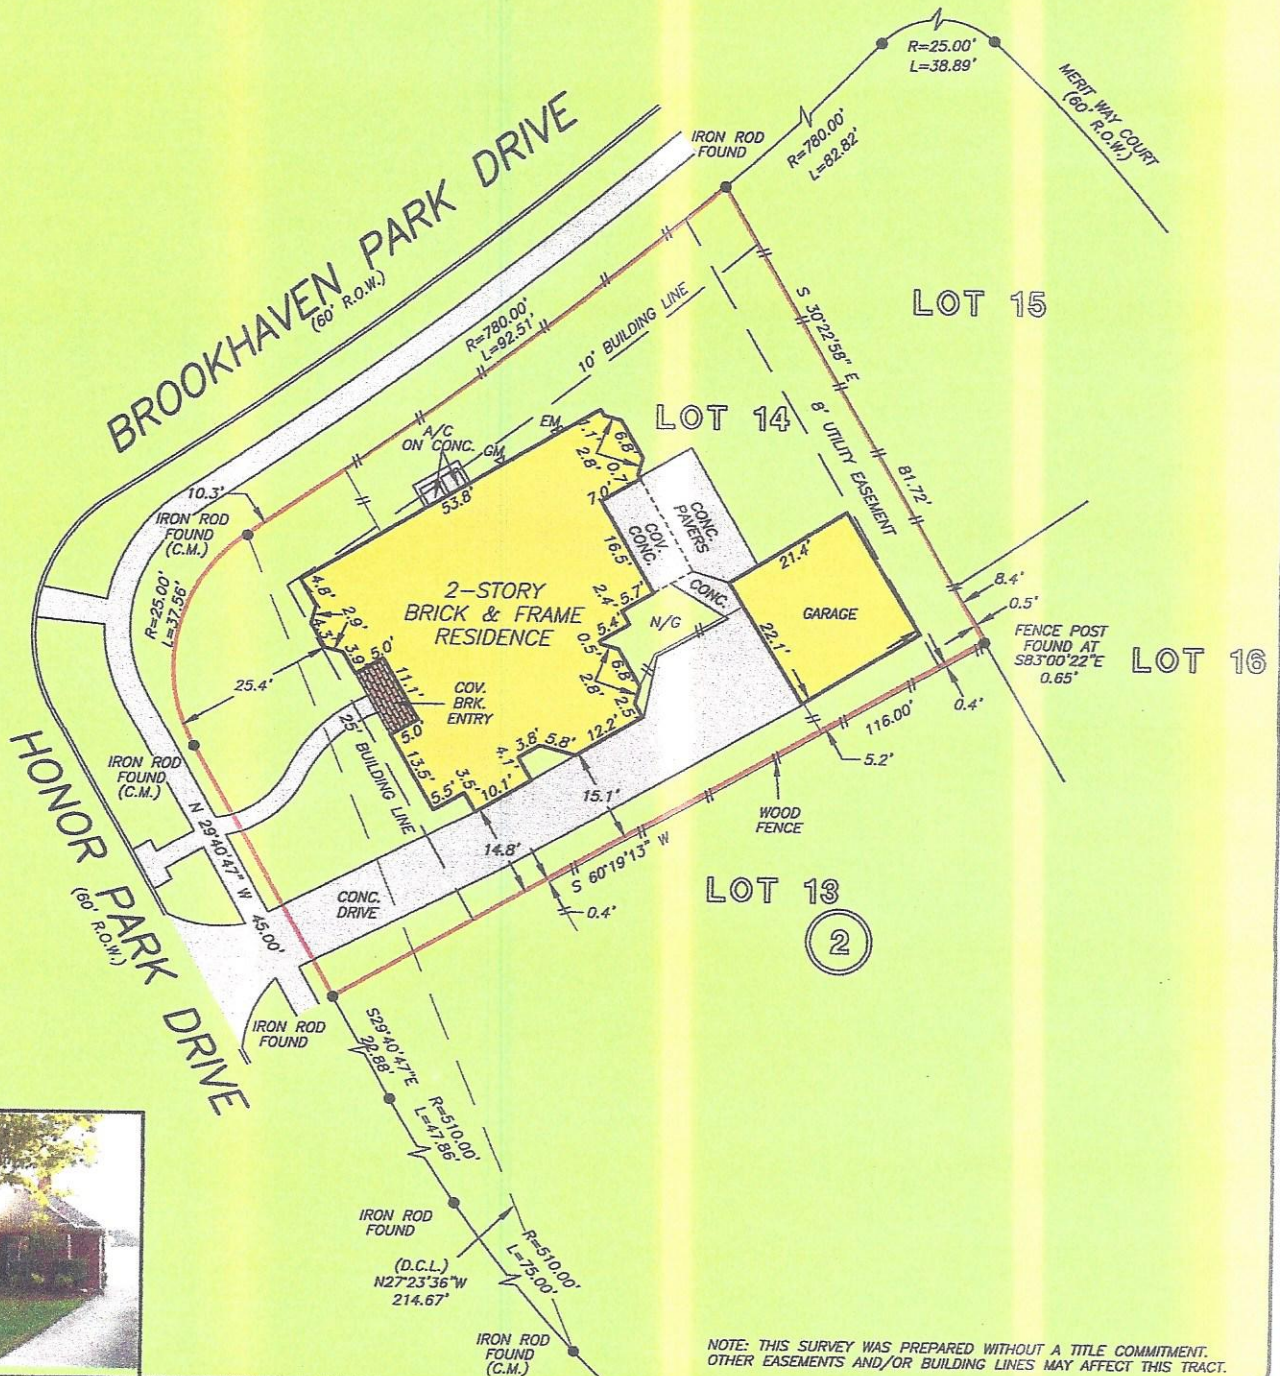 R=25.00'
L=38.89'
MERIT WAY COURT
(60' R.O.W.)
R=780.00'
L=82.82'
IRON ROD
FOUND
BROOKHAVEN PARK DRIVE
(60' R.O.W.)
LOT 15
S 30°22'58" E
81.72'
R=780.00'
L=92.51'
10' BUILDING LINE
8' UTILITY EASEMENT
LOT 14
A/C
ON CONC.
GM
EM
53.8'
1.1'
6.8'
2.8'
0.7'
7.0'
10.3'
IRON ROD
FOUND
(C.M.)
R=25.00'
L=37.56'
CONC.
PAVERS
COV.
CONC.
16.5'
2-STORY
BRICK & FRAME
RESIDENCE
4.8'
2.9'
4.3'
3.9'
5.0'
11.1'
5.0'
2.4'
5.7'
5.4'
0.5'
6.8'
2.8'
2.5'
N/G
CONC.
21.4'
22.1'
GARAGE
8.4'
0.5'
FENCE POST
FOUND AT
S83°00'22"E
0.65'
LOT 16
0.4'
116.00'
5.2'
25.4'
COV.
BRK.
ENTRY
25' BUILDING LINE
13.5'
5.5'
3.5'
10.1'
4.1'
3.8'
5.8'
12.2'
15.1'
14.8'
WOOD
FENCE
S 60°19'13" W
0.4'
LOT 13
2
IRON ROD
FOUND
(C.M.)
HONOR PARK DRIVE
(60' R.O.W.)
N 29°40'47" W
45.00'
CONC.
DRIVE
IRON ROD
FOUND
S29°40'47"E
22.88'
R=510.00'
L=47.86'
IRON ROD
FOUND
(D.C.L.)
N27°23'36"W
214.67'
R=510.00'
L=75.00'
IRON ROD
FOUND
(C.M.)
NOTE: THIS SURVEY WAS PREPARED WITHOUT A TITLE COMMITMENT.
OTHER EASEMENTS AND/OR BUILDING LINES MAY AFFECT THIS TRACT.